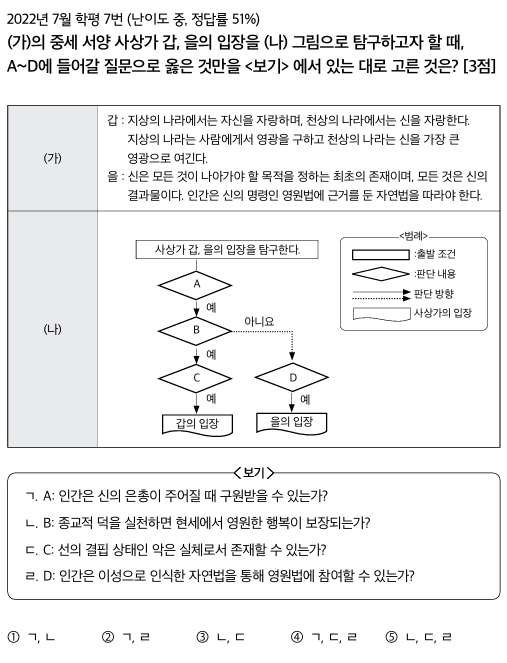 2022년 7월 학평 7번 (난이도 중, 정답률 51%)
(가)의 중세 서양 사상가 갑, 을의 입장을 (나) 그림으로 탐구하고자 할 때,
A~D에 들어갈 질문으로 옳은 것만을 <보기> 에서 있는 대로 고른 것은? [3점]
(가)
갑 : 지상의 나라에서는 자신을 자랑하며, 천상의 나라에서는 신을 자랑한다.
지상의 나라는 사람에게서 영광을 구하고 천상의 나라는 신을 가장 큰
영광으로 여긴다.
을 : 신은 모든 것이 나아가야 할 목적을 정하는 최초의 존재이며, 모든 것은 신의
결과물이다. 인간은 신의 명령인 영원법에 근거를 둔 자연법을 따라야 한다.
(나)
사상가 갑, 을의 입장을 탐구한다.
A
예
B
아니요
예
C
D
예
예
갑의 입장
을의 입장
<범례>
:출발 조건
:판단 내용
:판단 방향
:사상가의 입장
<보기>
ㄱ. A: 인간은 신의 은총이 주어질 때 구원받을 수 있는가?
ㄴ. B: 종교적 덕을 실천하면 현세에서 영원한 행복이 보장되는가?
ㄷ. C: 선의 결핍 상태인 악은 실체로서 존재할 수 있는가?
ㄹ. D: 인간은 이성으로 인식한 자연법을 통해 영원법에 참여할 수 있는가?
① ㄱ, ㄴ ② ㄱ, ㄹ ③ ㄴ, ㄷ ④ ㄱ, ㄷ, ㄹ ⑤ ㄴ, ㄷ, ㄹ